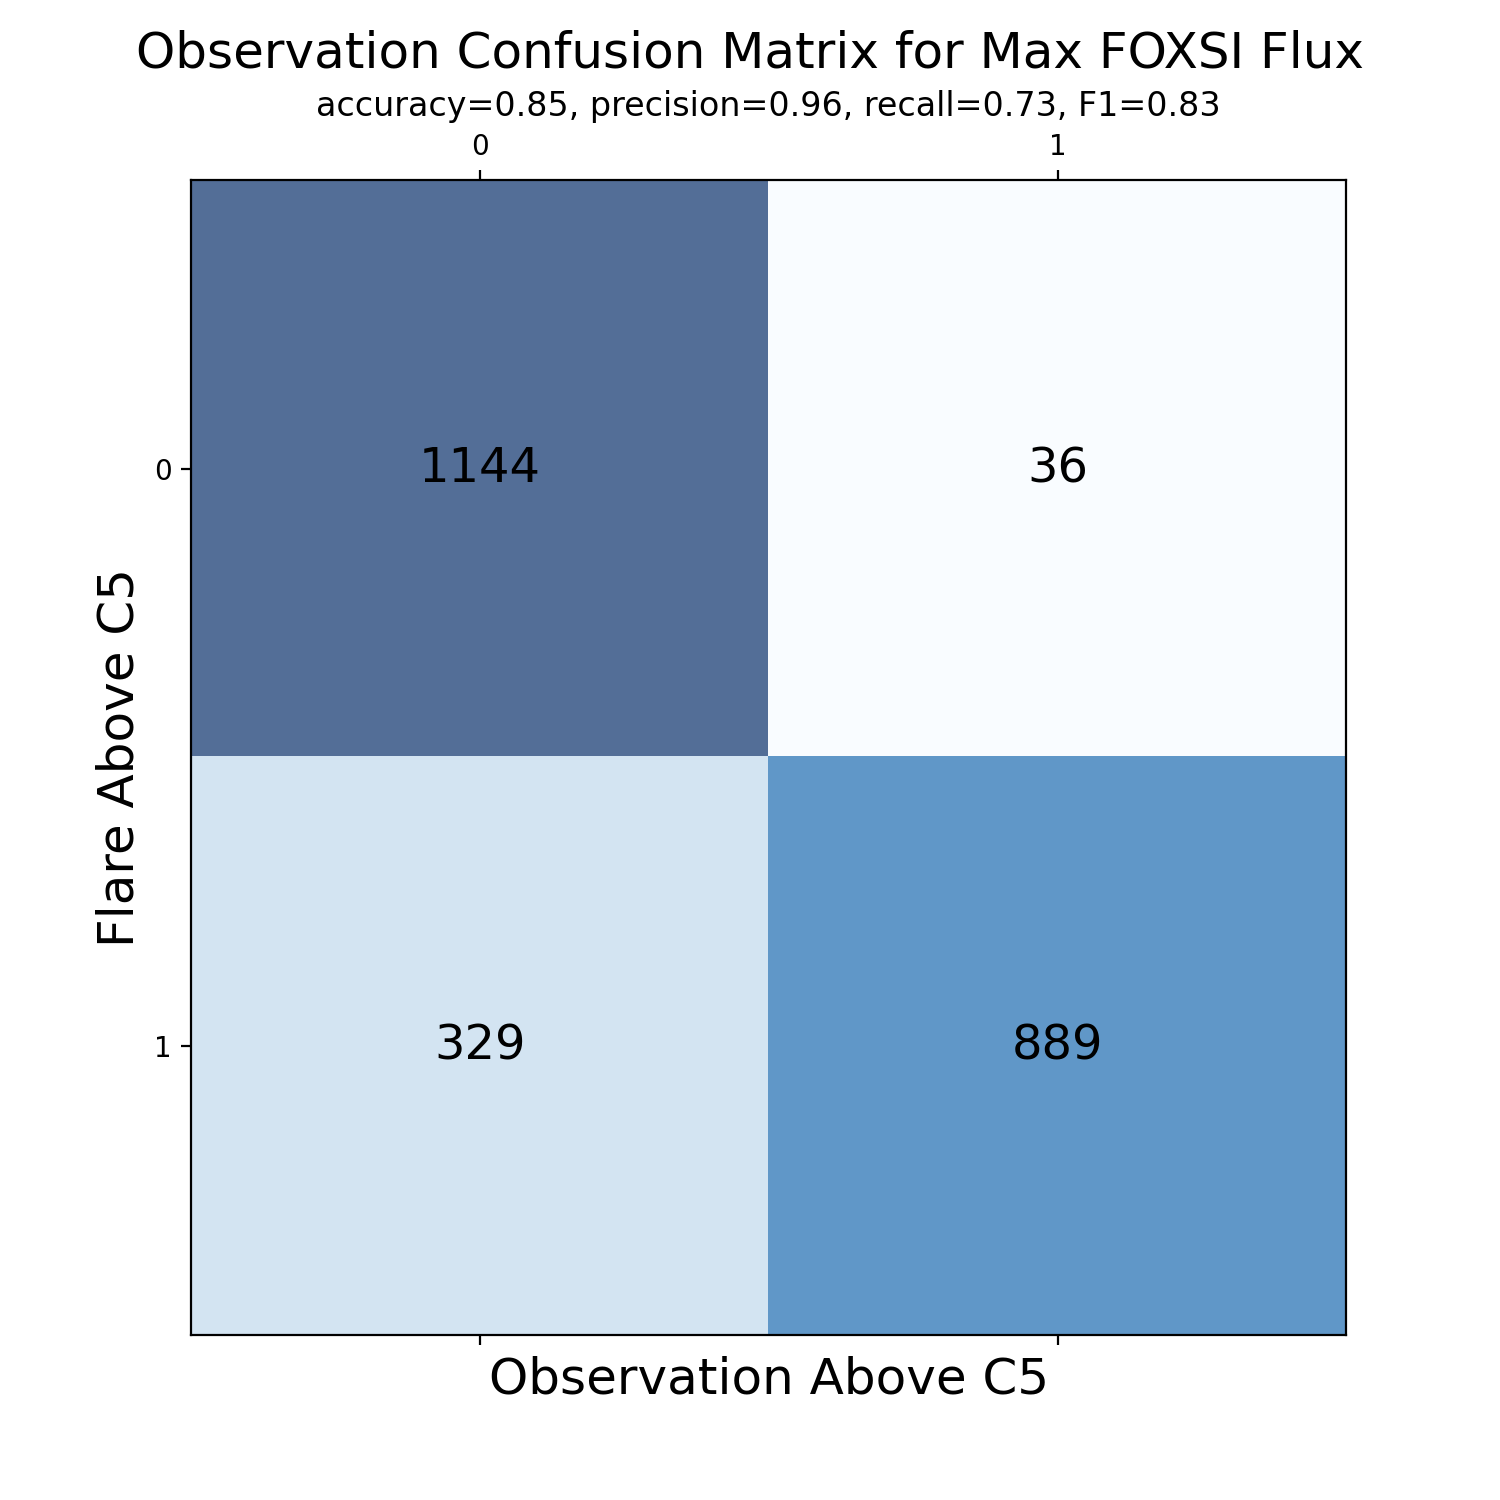 Observation Confusion Matrix for Max FOXSI Flux
accuracy=0.85, precision=0.96, recall=0.73, F1=0.83
0 1
0 1144 36
Flare Above C5
1 329 889
Observation Above C5